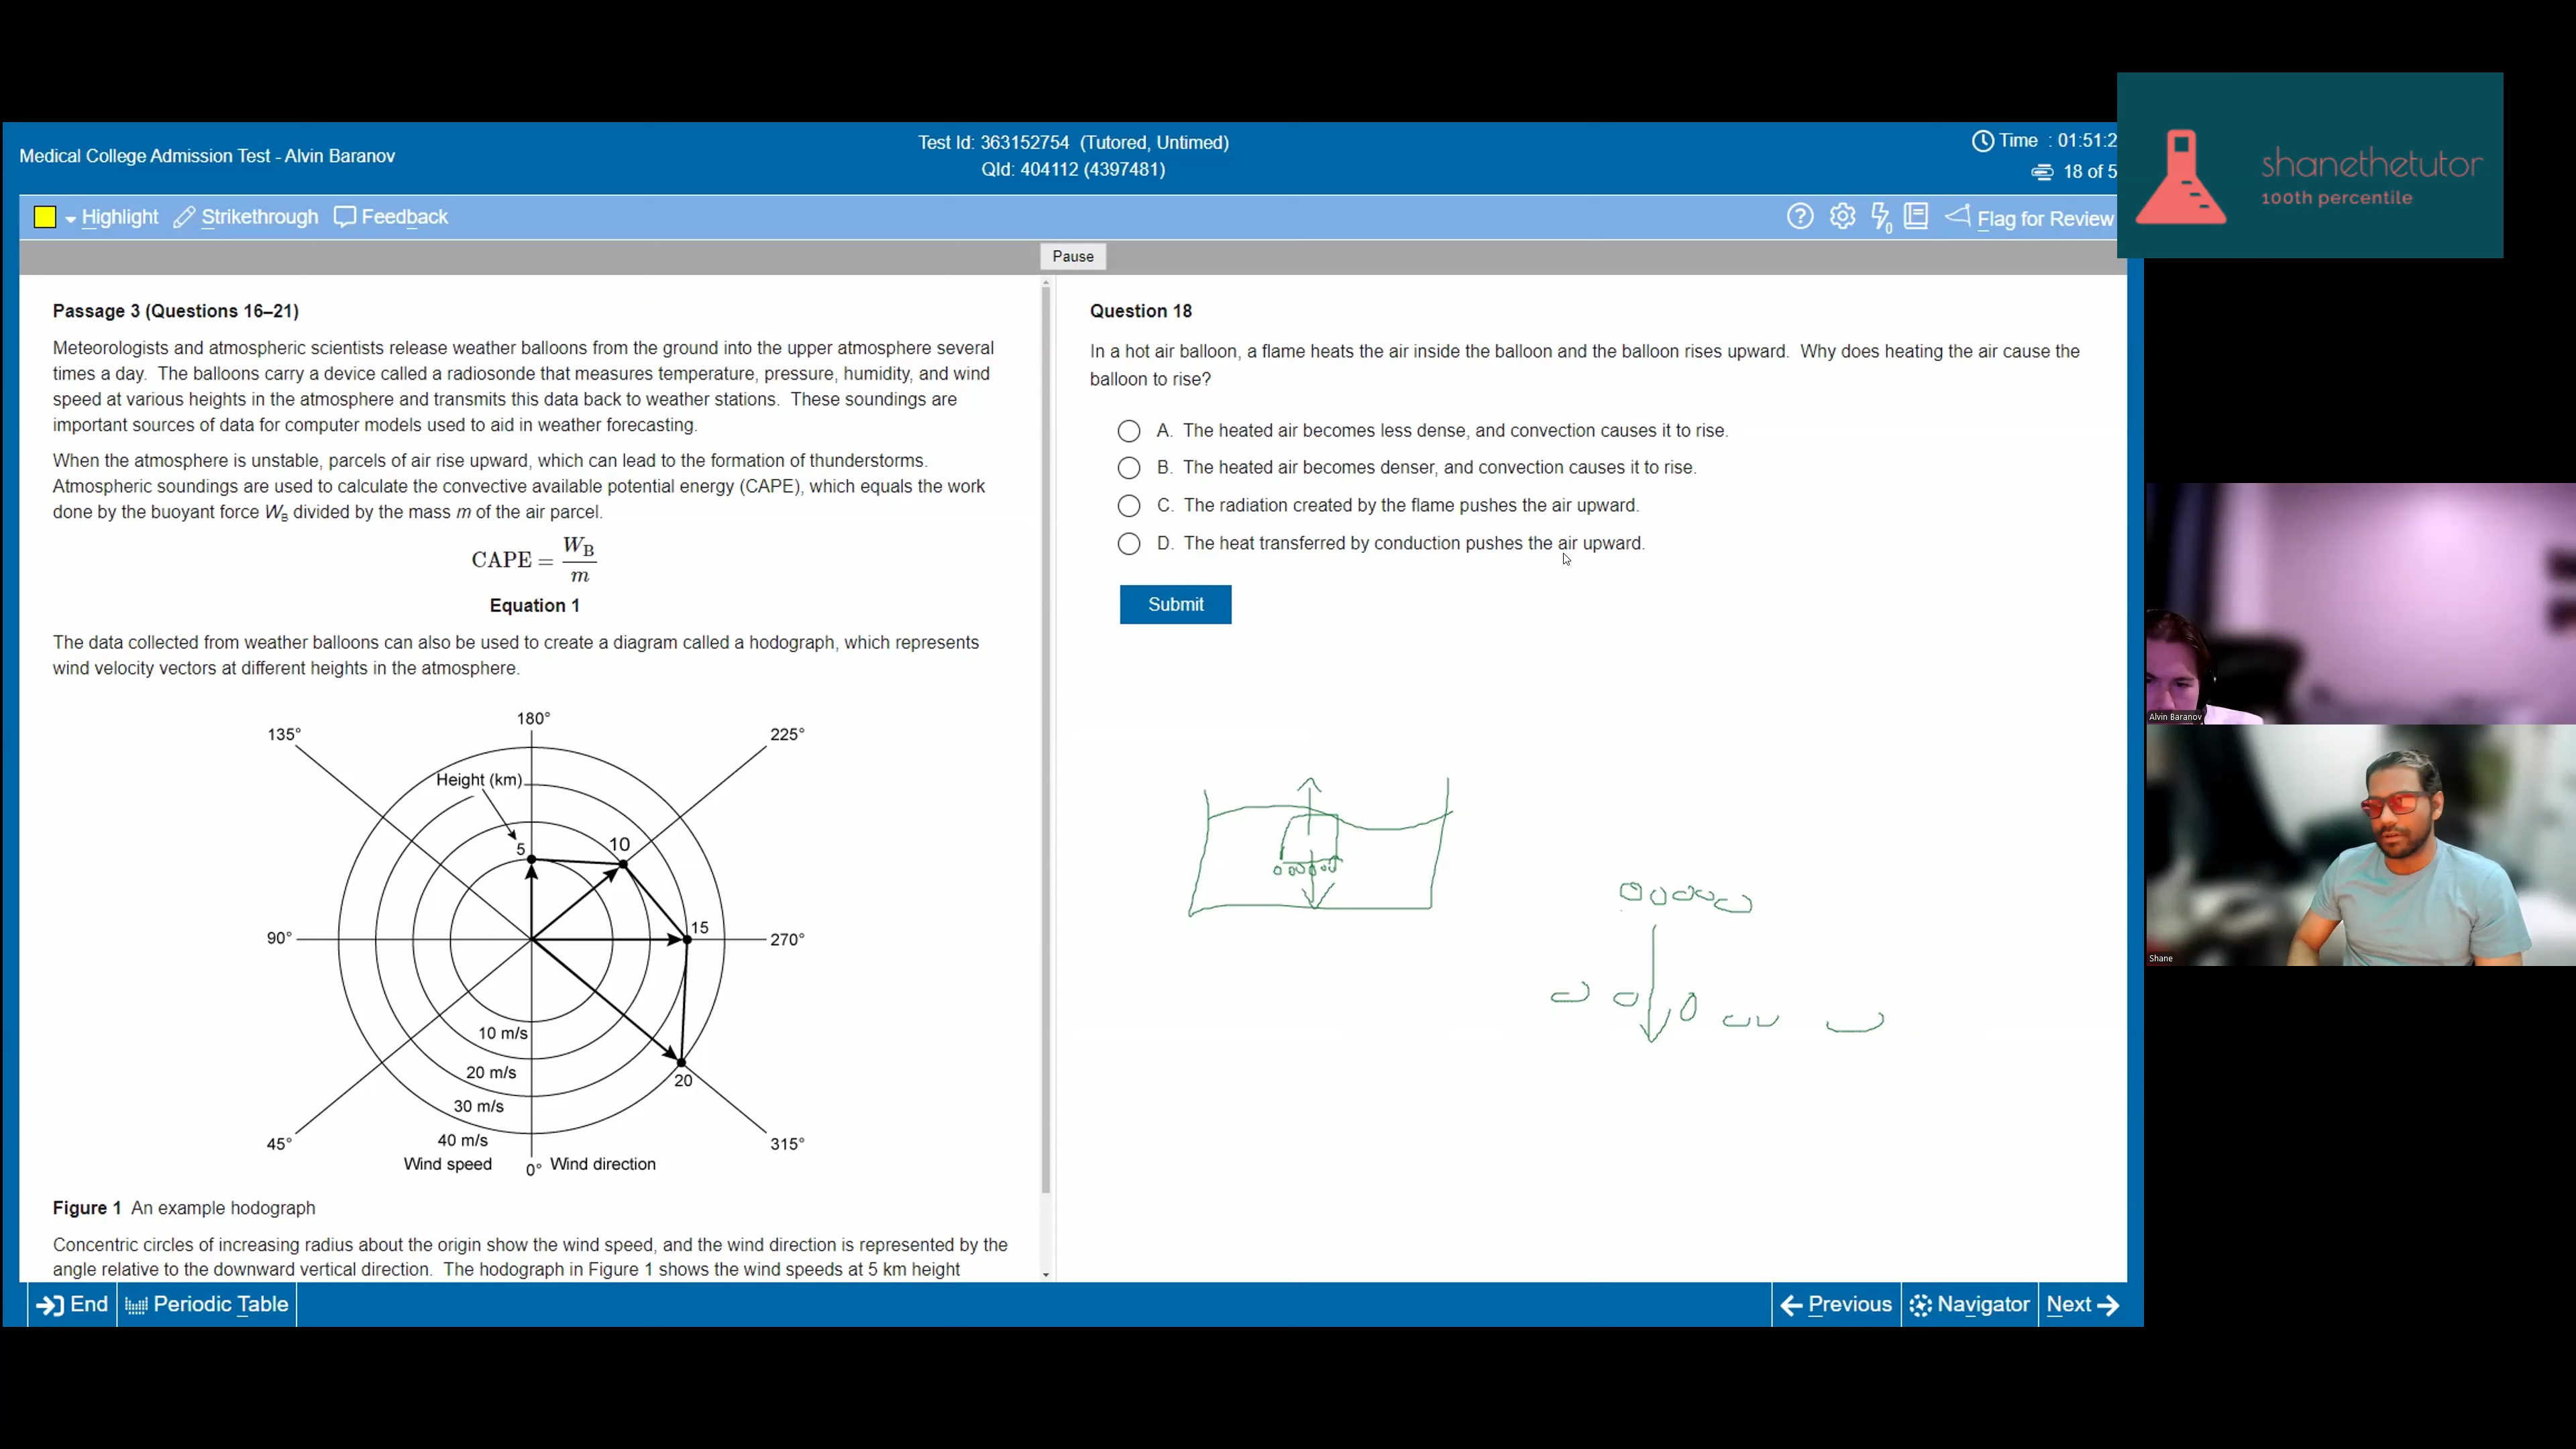 shanethetutor
100th percentile
Medical College Admission Test - Alvin Baranov
Test Id: 363152754 (Tutored, Untimed)
QId: 404112 (4397481)
Time : 01:51:2
18 of 5
Highlight
Strikethrough
Feedback
Flag for Review
Pause
Passage 3 (Questions 16–21)
Meteorologists and atmospheric scientists release weather balloons from the ground into the upper atmosphere several
times a day. The balloons carry a device called a radiosonde that measures temperature, pressure, humidity, and wind
speed at various heights in the atmosphere and transmits this data back to weather stations. These soundings are
important sources of data for computer models used to aid in weather forecasting.
When the atmosphere is unstable, parcels of air rise upward, which can lead to the formation of thunderstorms.
Atmospheric soundings are used to calculate the convective available potential energy (CAPE), which equals the work
done by the buoyant force WB divided by the mass m of the air parcel.
CAPE = WB/m
Equation 1
The data collected from weather balloons can also be used to create a diagram called a hodograph, which represents
wind velocity vectors at different heights in the atmosphere.
180°
135°
225°
Height (km)
5
10
15
90°
270°
10 m/s
20 m/s
20
30 m/s
40 m/s
45°
315°
Wind speed
0°
Wind direction
Figure 1 An example hodograph
Concentric circles of increasing radius about the origin show the wind speed, and the wind direction is represented by the
angle relative to the downward vertical direction. The hodograph in Figure 1 shows the wind speeds at 5 km height
Question 18
In a hot air balloon, a flame heats the air inside the balloon and the balloon rises upward. Why does heating the air cause the
balloon to rise?
A. The heated air becomes less dense, and convection causes it to rise.
B. The heated air becomes denser, and convection causes it to rise.
C. The radiation created by the flame pushes the air upward.
D. The heat transferred by conduction pushes the air upward.
Submit
Alvin Baranov
Shane
End
Periodic Table
Previous
Navigator
Next